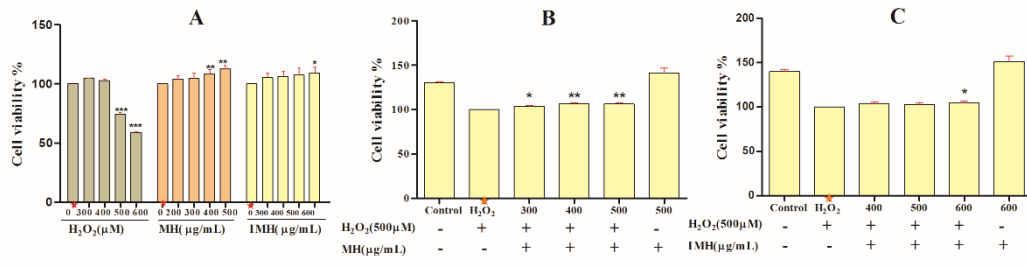 A
Cell viability %
150
100
50
0
***
***
**
**
*
0 300 400 500 600
0 200 300 400 500
0 300 400 500 600
H₂O₂(μM)
MH(μg/mL)
IMH(μg/mL)
B
Cell viability %
200
150
100
50
0
*
**
**
Control H₂O₂ 300 400 500 500
H₂O₂(500μM) - + + + + -
MH(μg/mL) - - + + + +
C
Cell viability %
200
150
100
50
0
*
Control H₂O₂ 400 500 600 600
H₂O₂(500μM) - + + + + -
IMH(μg/mL) - - + + + +